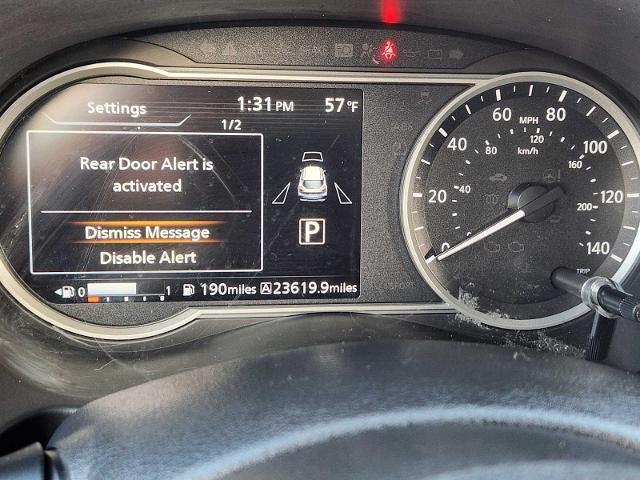 Settings 1:31 PM 57 °F
1/2
Rear Door Alert is
activated
Dismiss Message
Disable Alert
P
0 1 190miles A 23619.9miles
0 20 40 60 80 100 120 140
MPH
40 80 120 160 200
km/h
TRIP